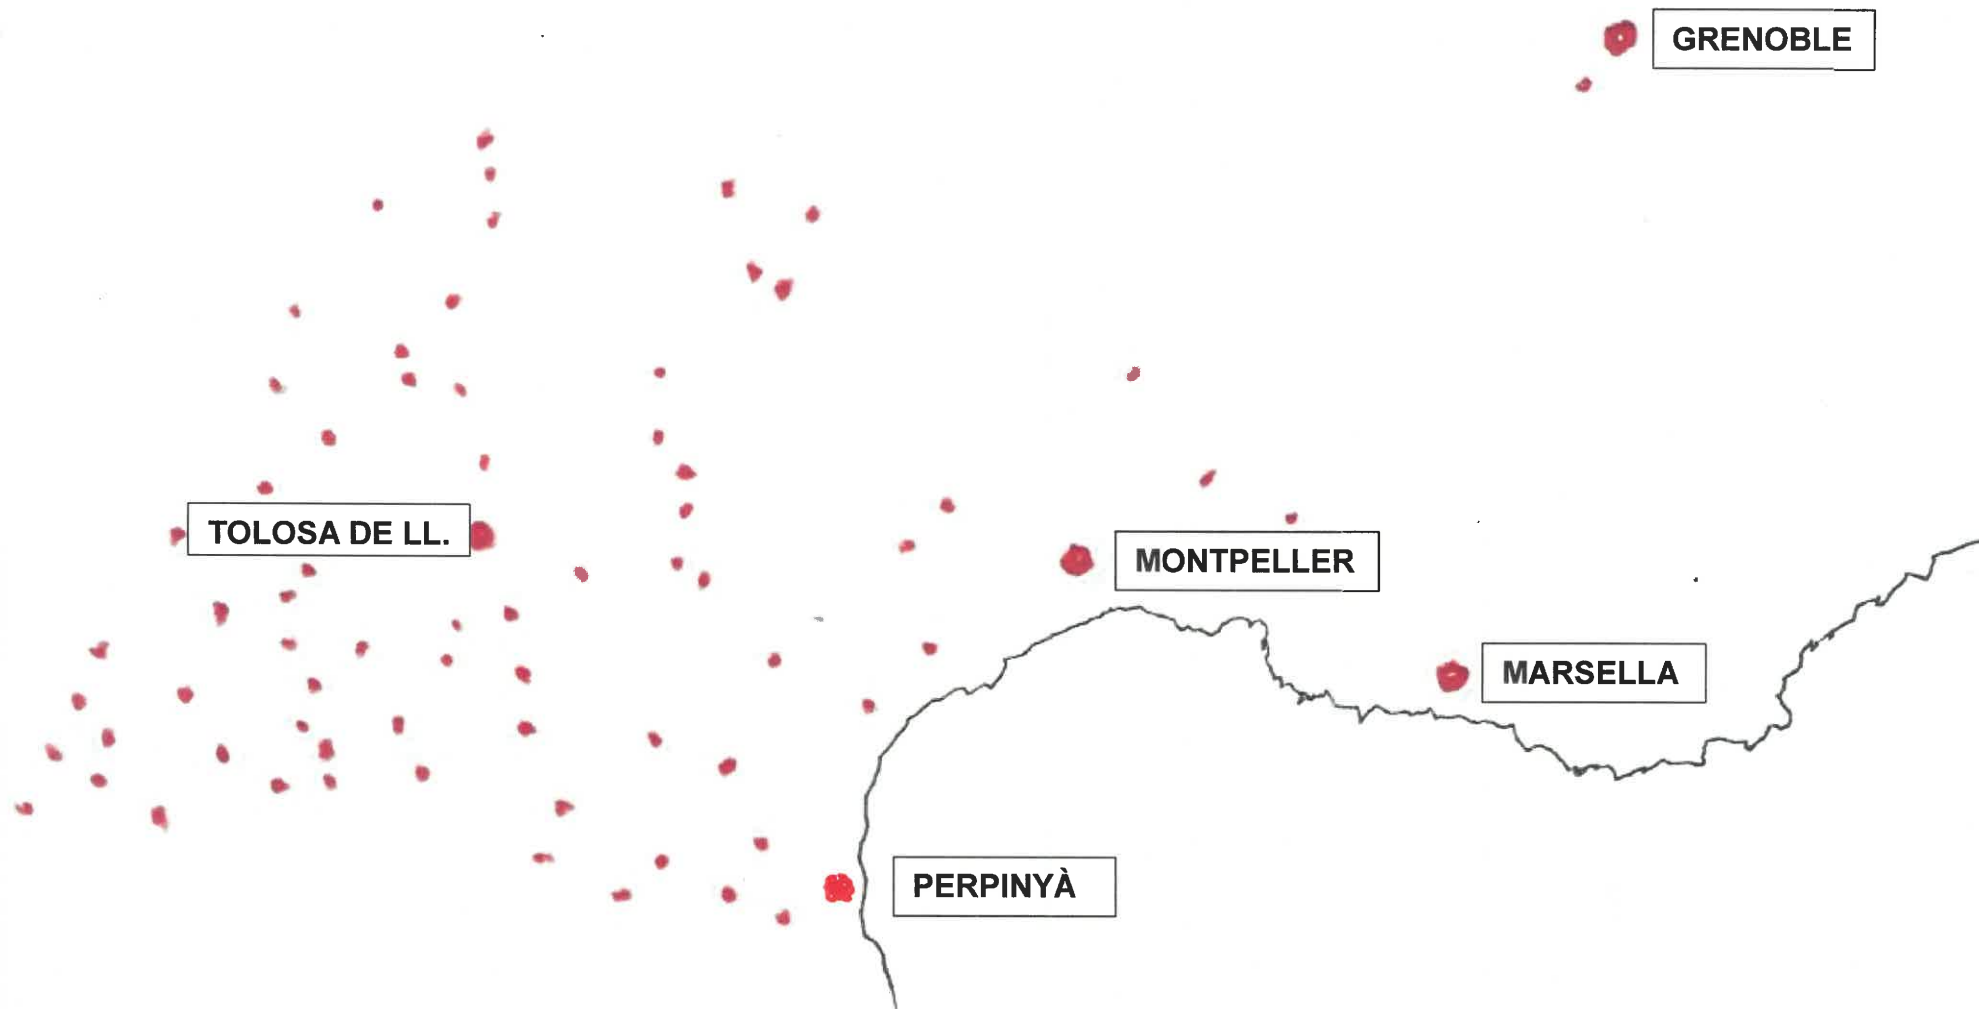 GRENOBLE
TOLOSA DE LL.
MONTPELLER
MARSELLA
PERPINYÀ